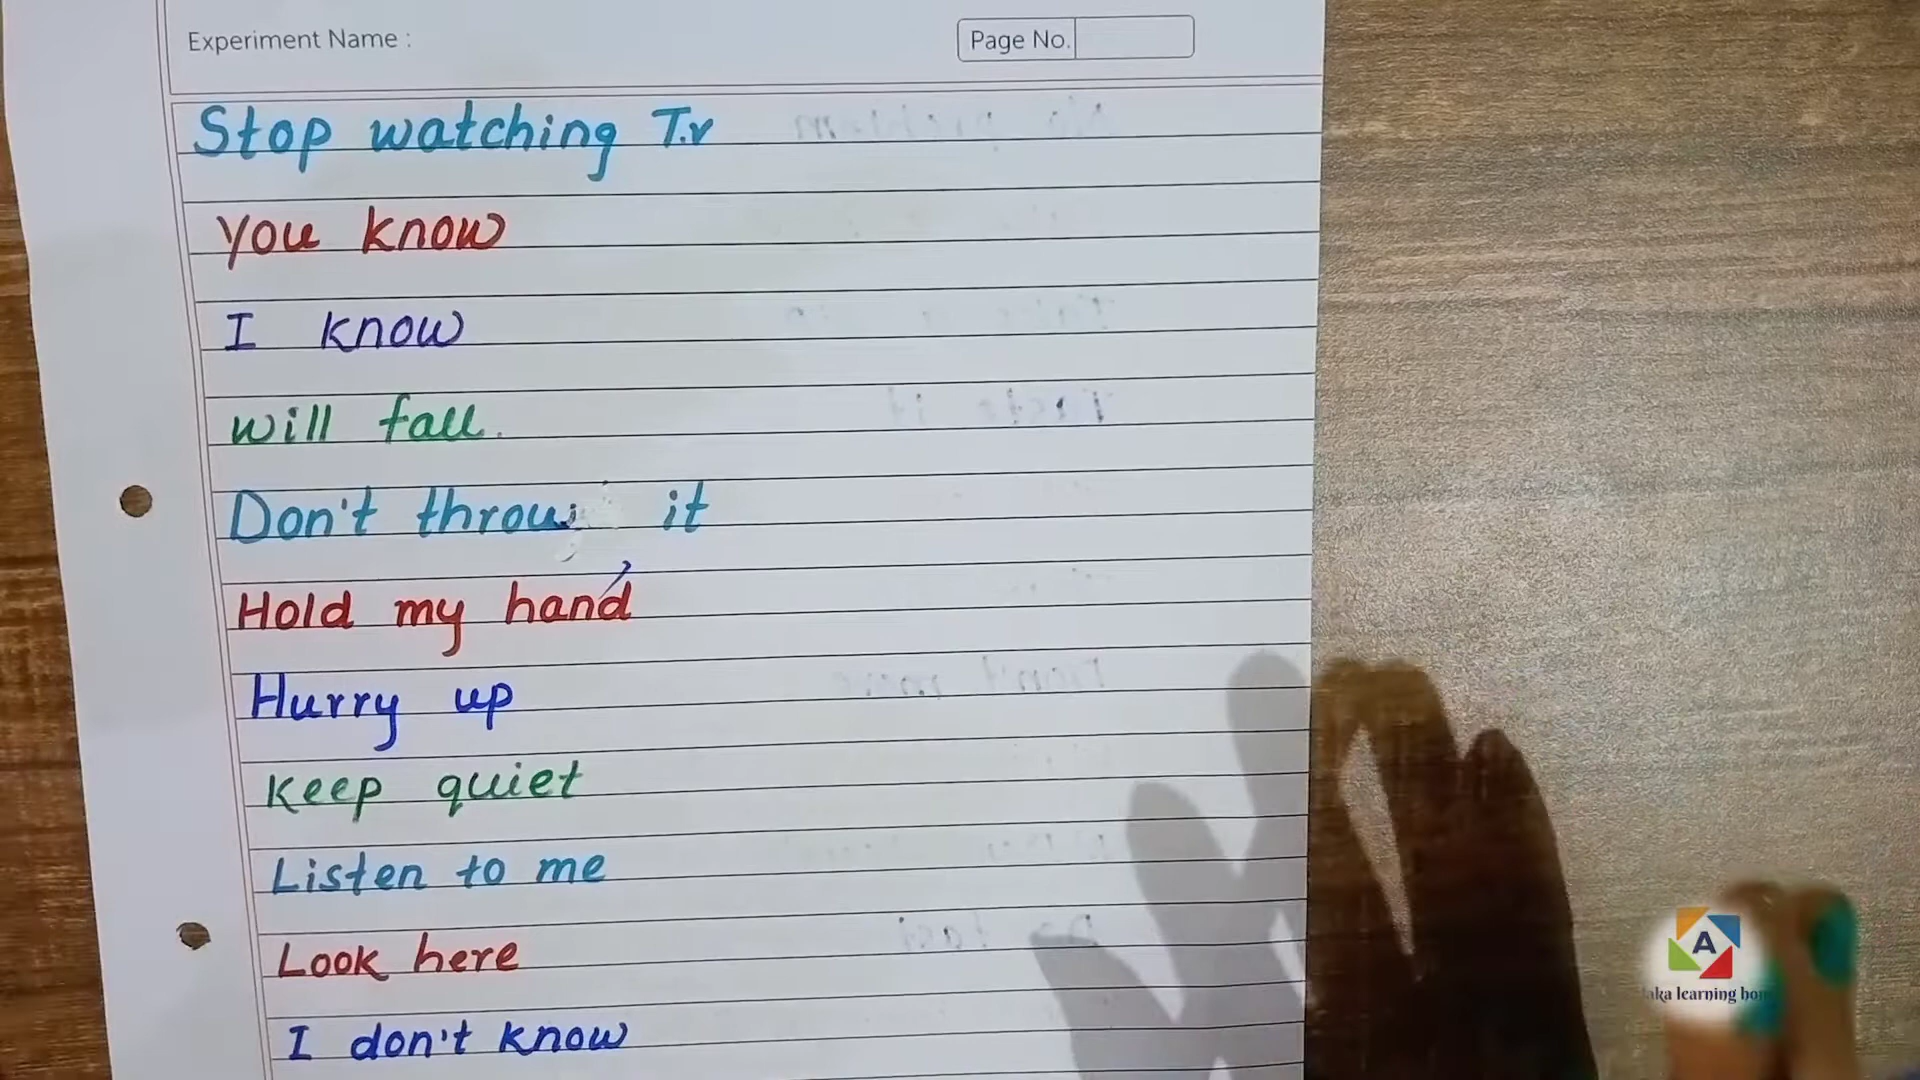 Experiment Name :
Page No.
Stop watching T.v
You know
I know
will fall.
Don't throw it
Hold my hand
Hurry up
Keep quiet
Listen to me
Look here
I don't know
A
learning